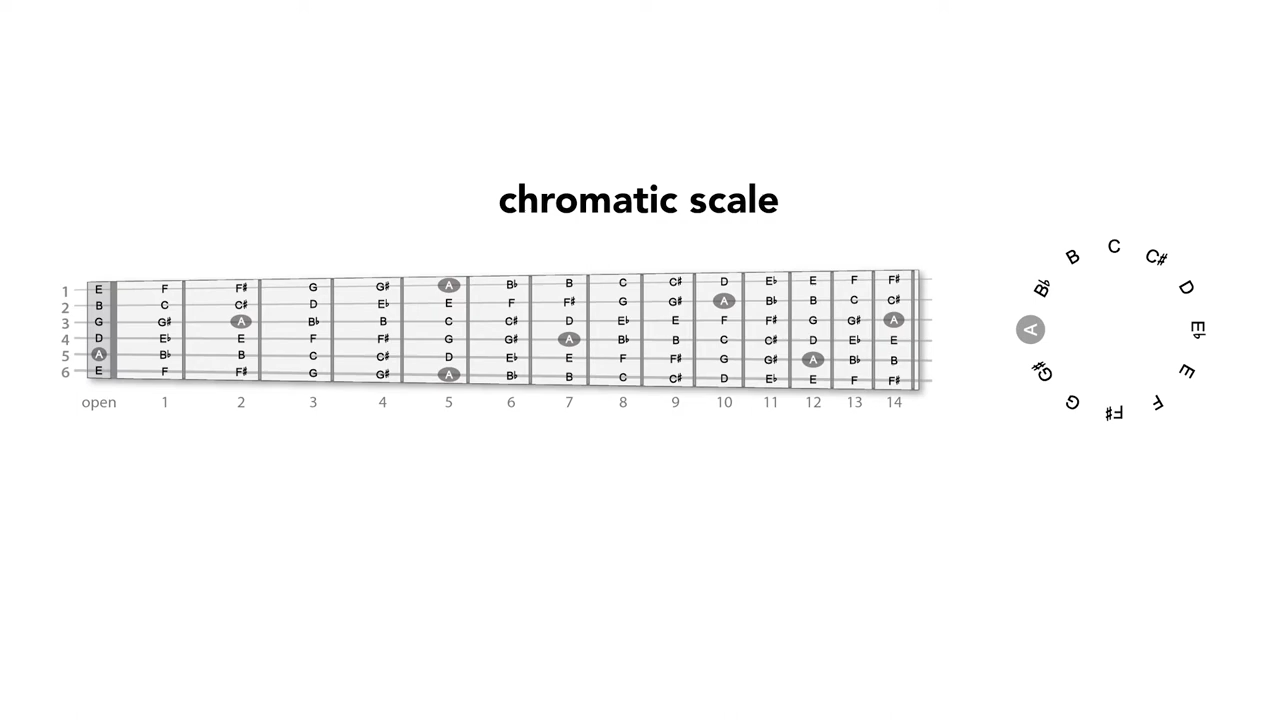 chromatic scale
1 E F F♯ G G♯ A B♭ B C C♯ D E♭ E F F♯
2 B C C♯ D E♭ E F F♯ G G♯ A B♭ B C C♯
3 G G♯ A B♭ B C C♯ D E♭ E F F♯ G G♯ A
4 D E♭ E F F♯ G G♯ A B♭ B C C♯ D E♭ E
5 A B♭ B C C♯ D E♭ E F F♯ G G♯ A B♭ B
6 E F F♯ G G♯ A B♭ B C C♯ D E♭ E F F♯
open 1 2 3 4 5 6 7 8 9 10 11 12 13 14
A B♭ B C C♯ D E♭ E F F♯ G G♯